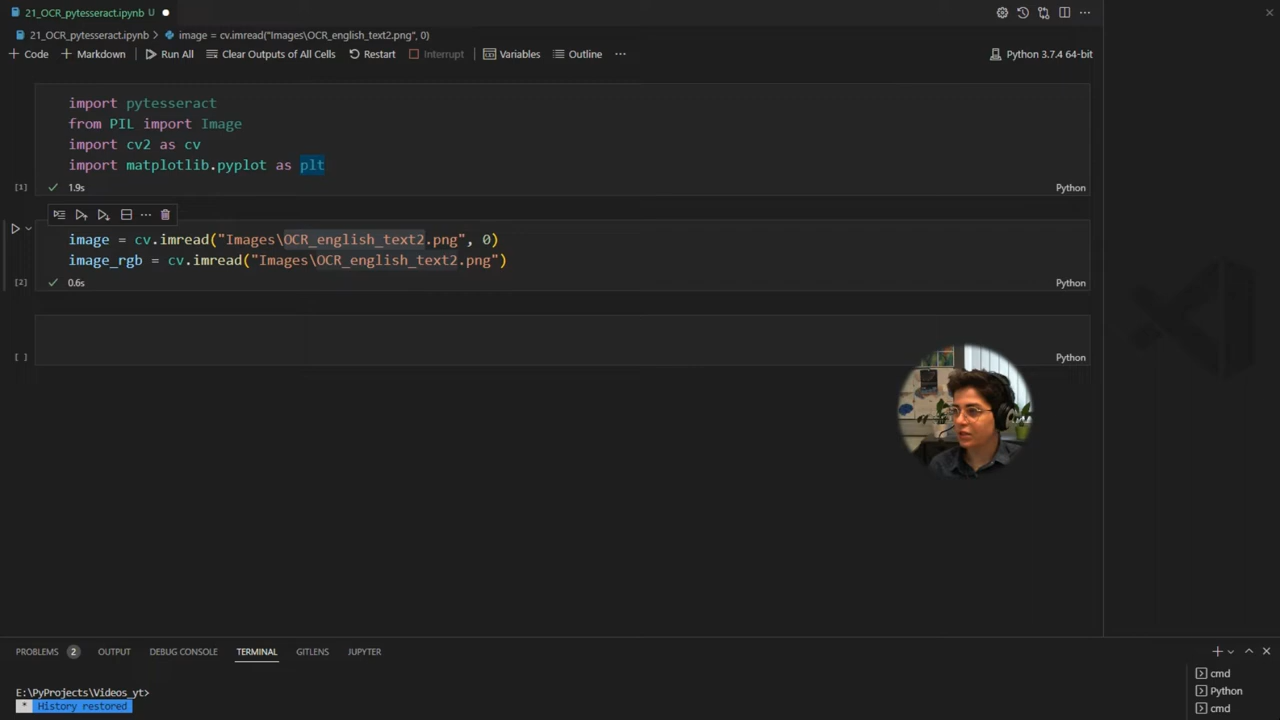 21_OCR_pytesseract.ipynb U
21_OCR_pytesseract.ipynb > image = cv.imread("Images\OCR_english_text2.png", 0)
+ Code + Markdown Run All Clear Outputs of All Cells Restart Interrupt Variables Outline ... Python 3.7.4 64-bit
import pytesseract
from PIL import Image
import cv2 as cv
import matplotlib.pyplot as plt
[1] 1.9s Python
image = cv.imread("Images\OCR_english_text2.png", 0)
image_rgb = cv.imread("Images\OCR_english_text2.png")
[2] 0.6s Python
[ ] Python
PROBLEMS 2 OUTPUT DEBUG CONSOLE TERMINAL GITLENS JUPYTER
cmd
E:\PyProjects\Videos_yt>
Python
* History restored
cmd